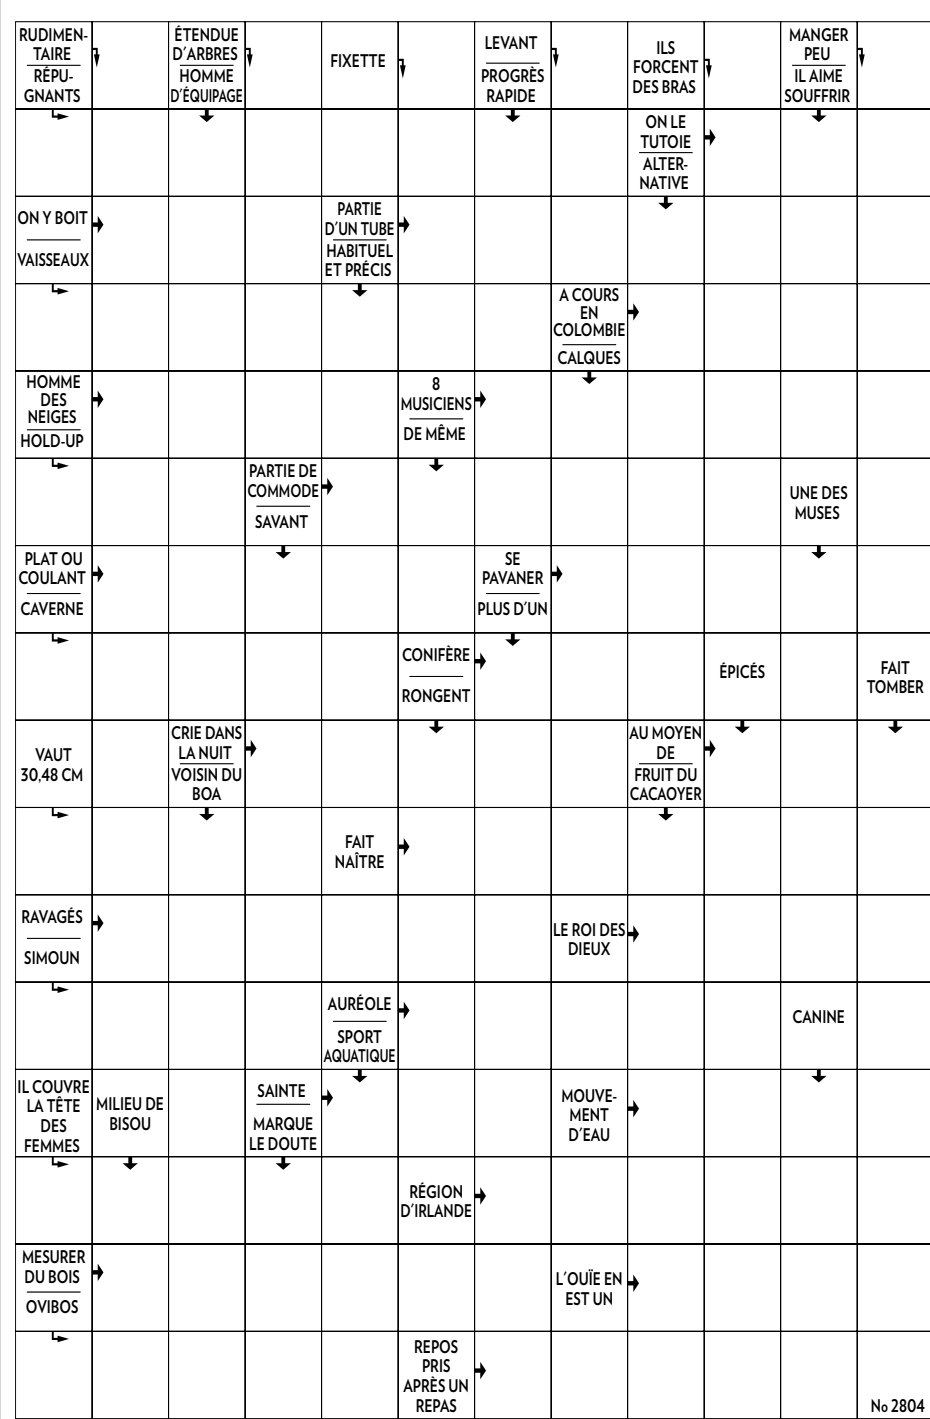 RUDIMEN-
TAIRE
RÉPU-
GNANTS
ÉTENDUE
D'ARBRES
HOMME
D'ÉQUIPAGE
FIXETTE
LEVANT
PROGRÈS
RAPIDE
ILS
FORCENT
DES BRAS
MANGER
PEU
IL AIME
SOUFFRIR
ON LE
TUTOIE
ALTER-
NATIVE
ON Y BOIT
VAISSEAUX
PARTIE
D'UN TUBE
HABITUEL
ET PRÉCIS
A COURS
EN
COLOMBIE
CALQUES
HOMME
DES
NEIGES
HOLD-UP
8
MUSICIENS
DE MÊME
PARTIE DE
COMMODE
SAVANT
UNE DES
MUSES
PLAT OU
COULANT
CAVERNE
SE
PAVANER
PLUS D'UN
CONIFÈRE
RONGENT
ÉPICÉS
FAIT
TOMBER
VAUT
30,48 CM
CRIE DANS
LA NUIT
VOISIN DU
BOA
AU MOYEN
DE
FRUIT DU
CACAOYER
FAIT
NAÎTRE
RAVAGÉS
SIMOUN
LE ROI DES
DIEUX
AURÉOLE
SPORT
AQUATIQUE
CANINE
IL COUVRE
LA TÊTE
DES
FEMMES
MILIEU DE
BISOU
SAINTE
MARQUE
LE DOUTE
MOUVE-
MENT
D'EAU
RÉGION
D'IRLANDE
MESURER
DU BOIS
OVIBOS
L'OUÏE EN
EST UN
REPOS
PRIS
APRÈS UN
REPAS
No 2804